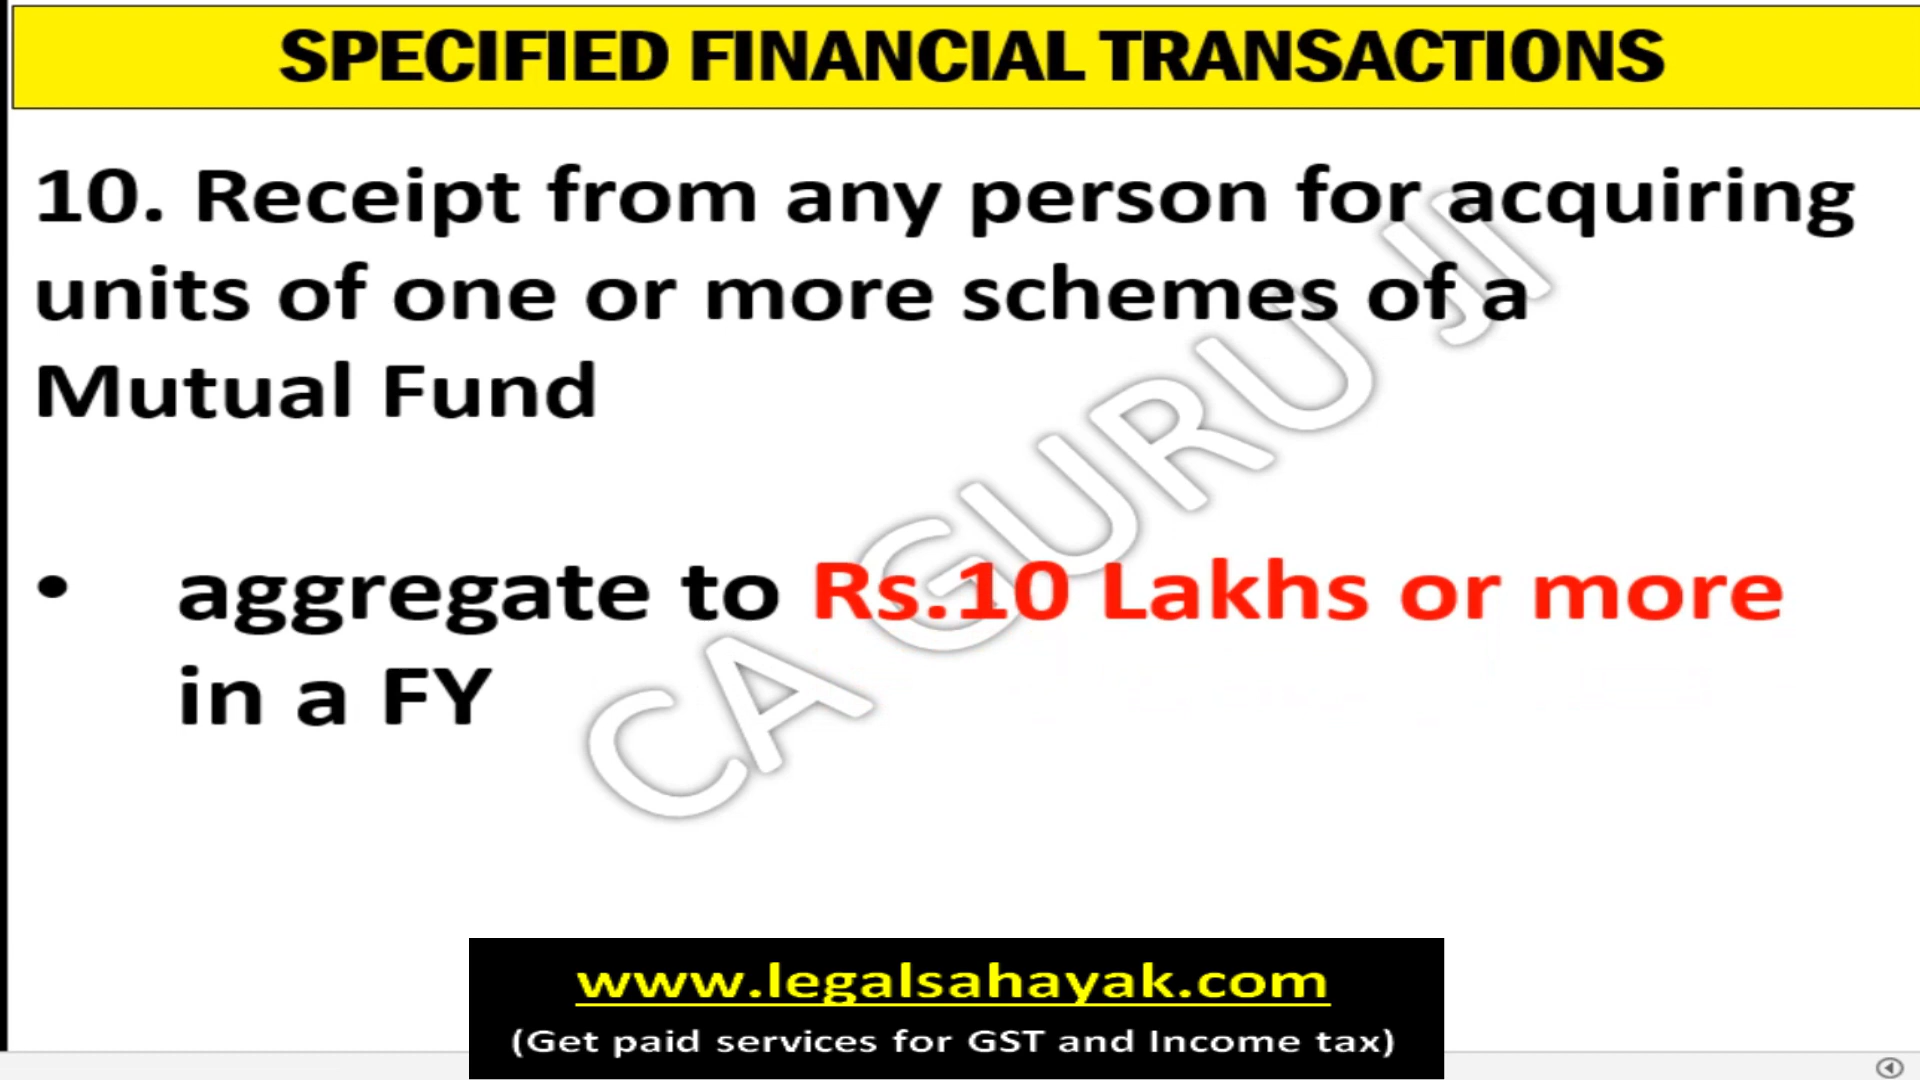 SPECIFIED FINANCIAL TRANSACTIONS
10. Receipt from any person for acquiring
units of one or more schemes of a
Mutual Fund
• aggregate to Rs.10 Lakhs or more
in a FY
CA GURU JI
www.legalsahayak.com
(Get paid services for GST and Income tax)